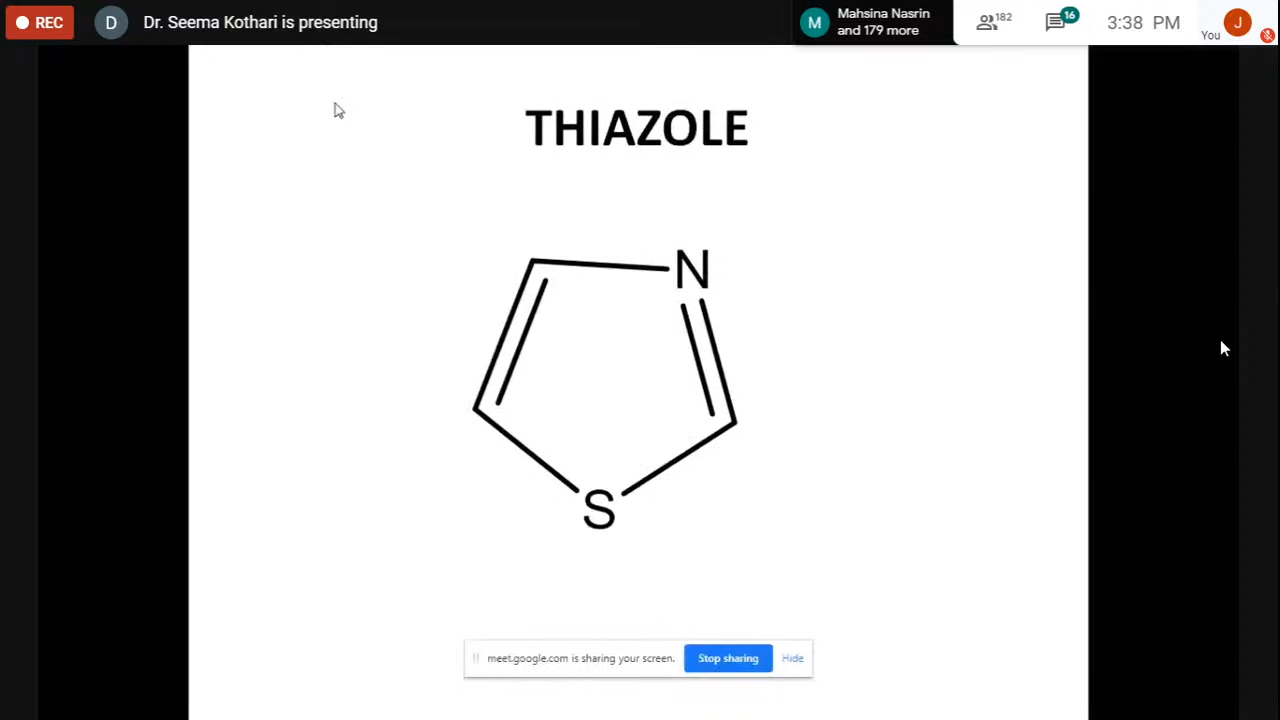 REC
D
Dr. Seema Kothari is presenting
M
Mahsina Nasrin
and 179 more
182
16
3:38 PM
You
J
THIAZOLE
N
S
meet.google.com is sharing your screen.
Stop sharing
Hide